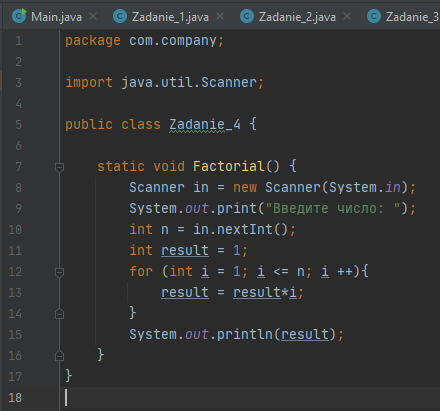 Main.java × Zadanie_1.java × Zadanie_2.java × Zadanie_3
1 package com.company;
2
3 import java.util.Scanner;
4
5 public class Zadanie_4 {
6
7     static void Factorial() {
8         Scanner in = new Scanner(System.in);
9         System.out.print("Введите число: ");
10         int n = in.nextInt();
11         int result = 1;
12         for (int i = 1; i <= n; i ++){
13             result = result*i;
14         }
15         System.out.println(result);
16     }
17 }
18